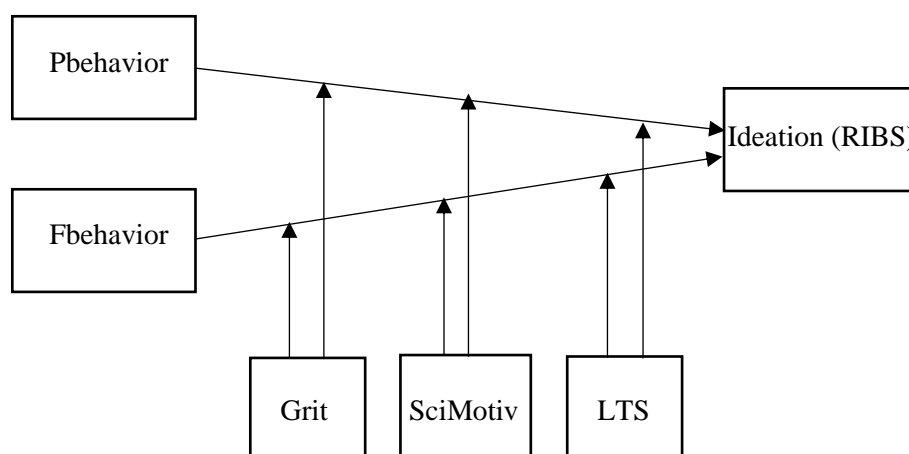 Pbehavior
Ideation (RIBS)
Fbehavior
Grit
SciMotiv
LTS